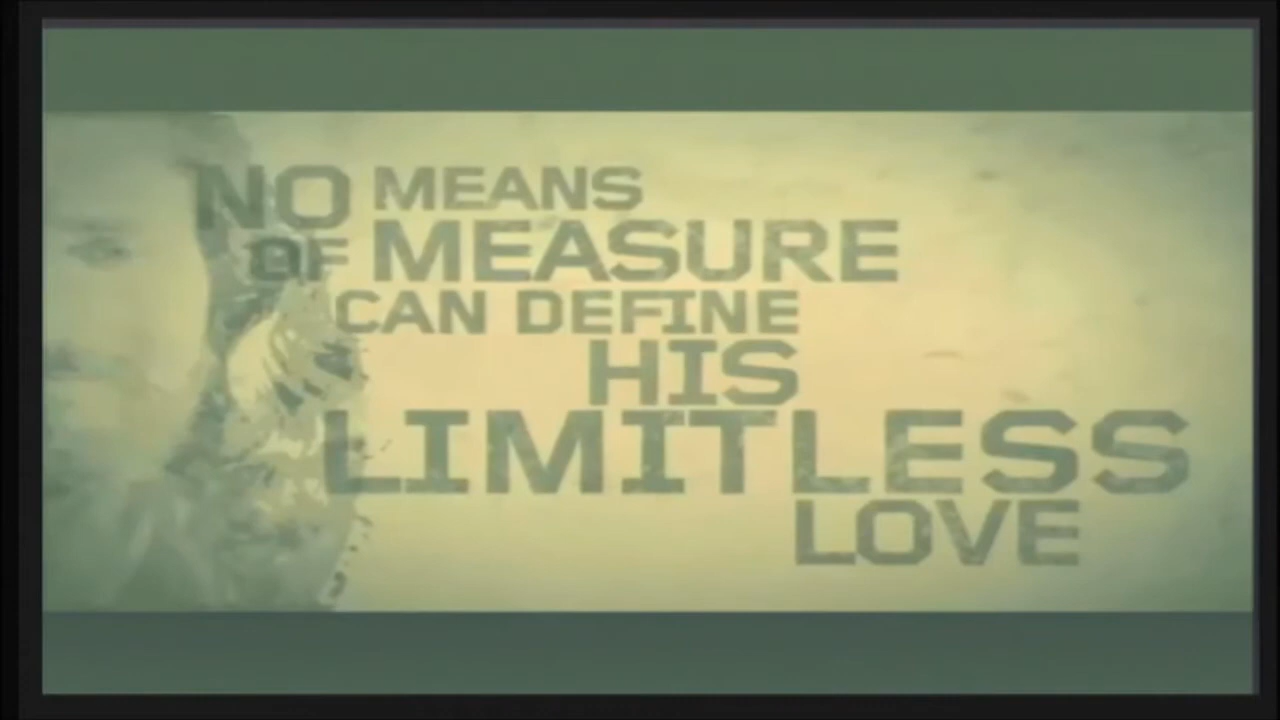 NO MEANS
OF MEASURE
CAN DEFINE
HIS
LIMITLESS
LOVE